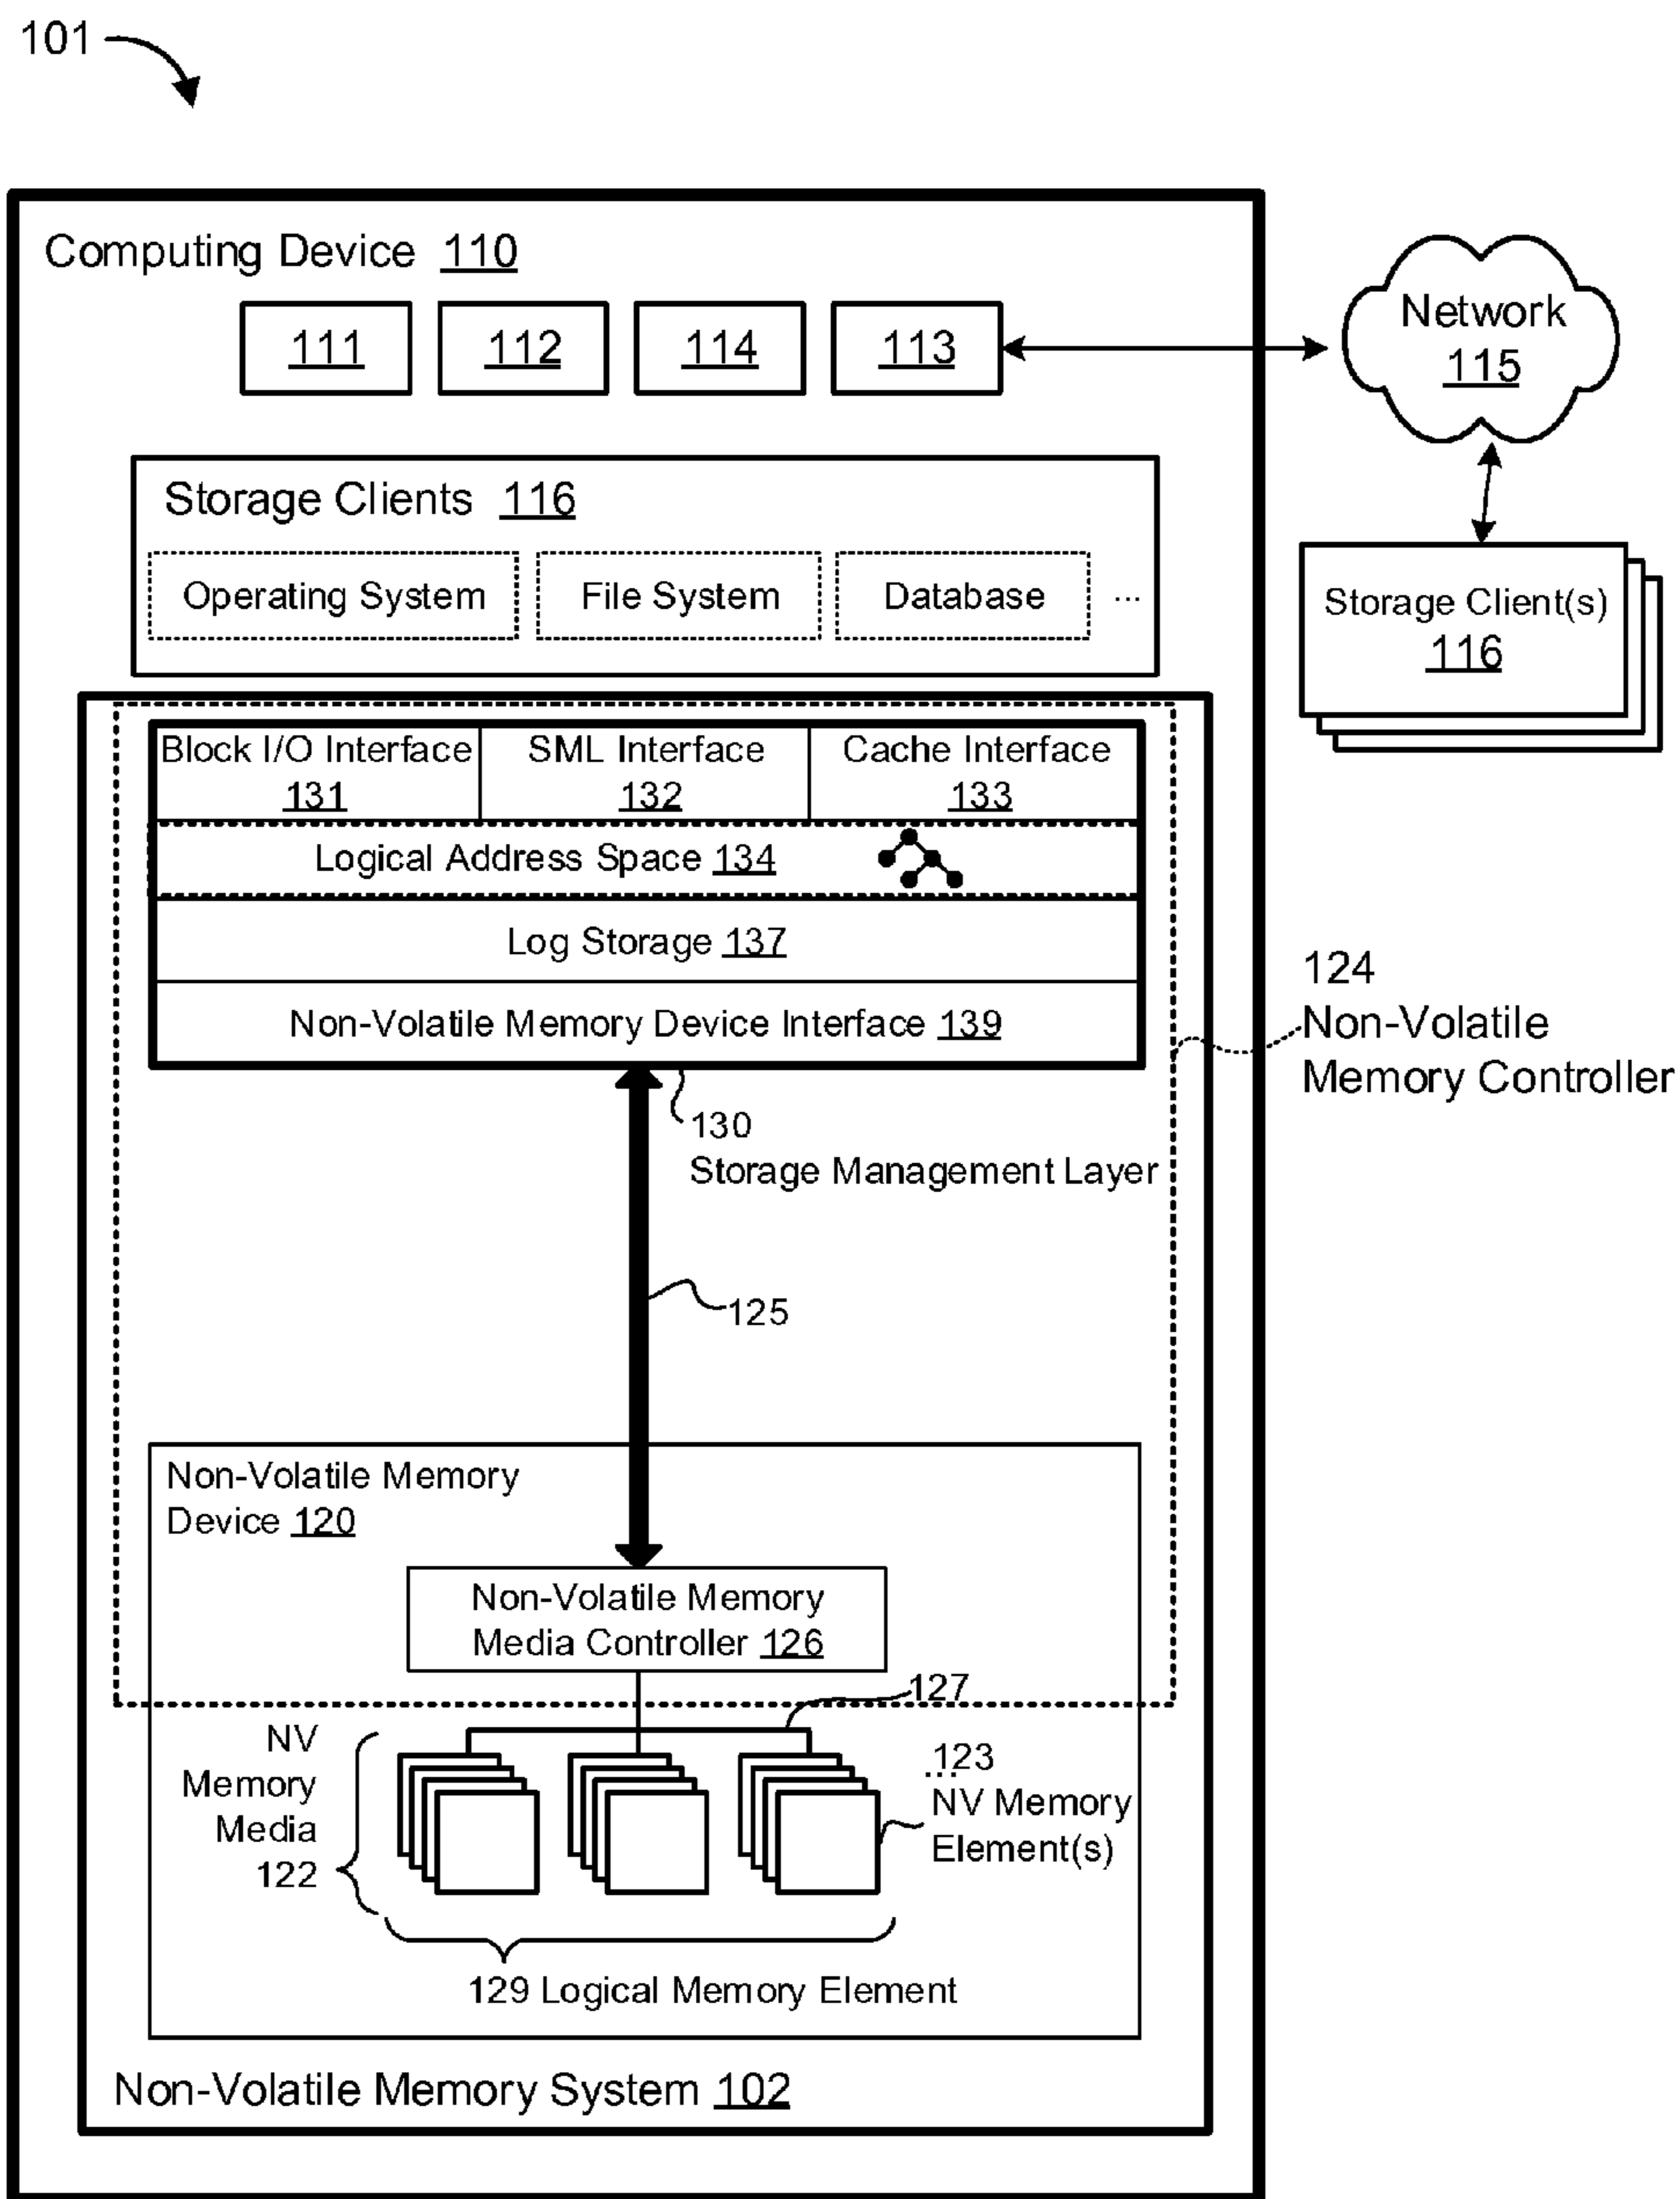 101
Computing Device 110
111
112
114
113
Network
115
Storage Clients 116
Operating System
File System
Database
...
Storage Client(s)
116
Block I/O Interface
131
SML Interface
132
Cache Interface
133
Logical Address Space 134
Log Storage 137
Non-Volatile Memory Device Interface 139
124
Non-Volatile
Memory Controller
130
Storage Management Layer
125
Non-Volatile Memory
Device 120
Non-Volatile Memory
Media Controller 126
127
NV
Memory
Media
122
...
123
NV Memory
Element(s)
129 Logical Memory Element
Non-Volatile Memory System 102